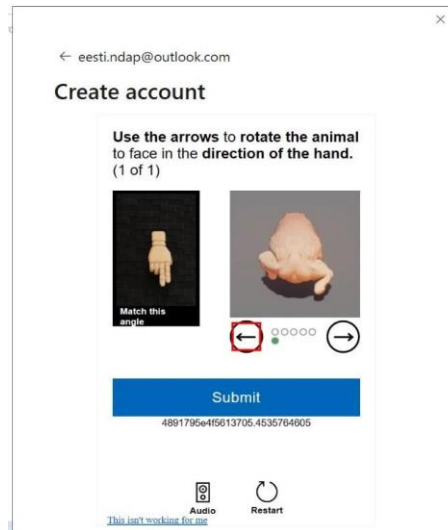 ← eesti.ndap@outlook.com
Create account
Use the arrows to rotate the animal
to face in the direction of the hand.
(1 of 1)
Match this
angle
Submit
4891795e4f5613705.4535764605
Audio
Restart
This isn't working for me